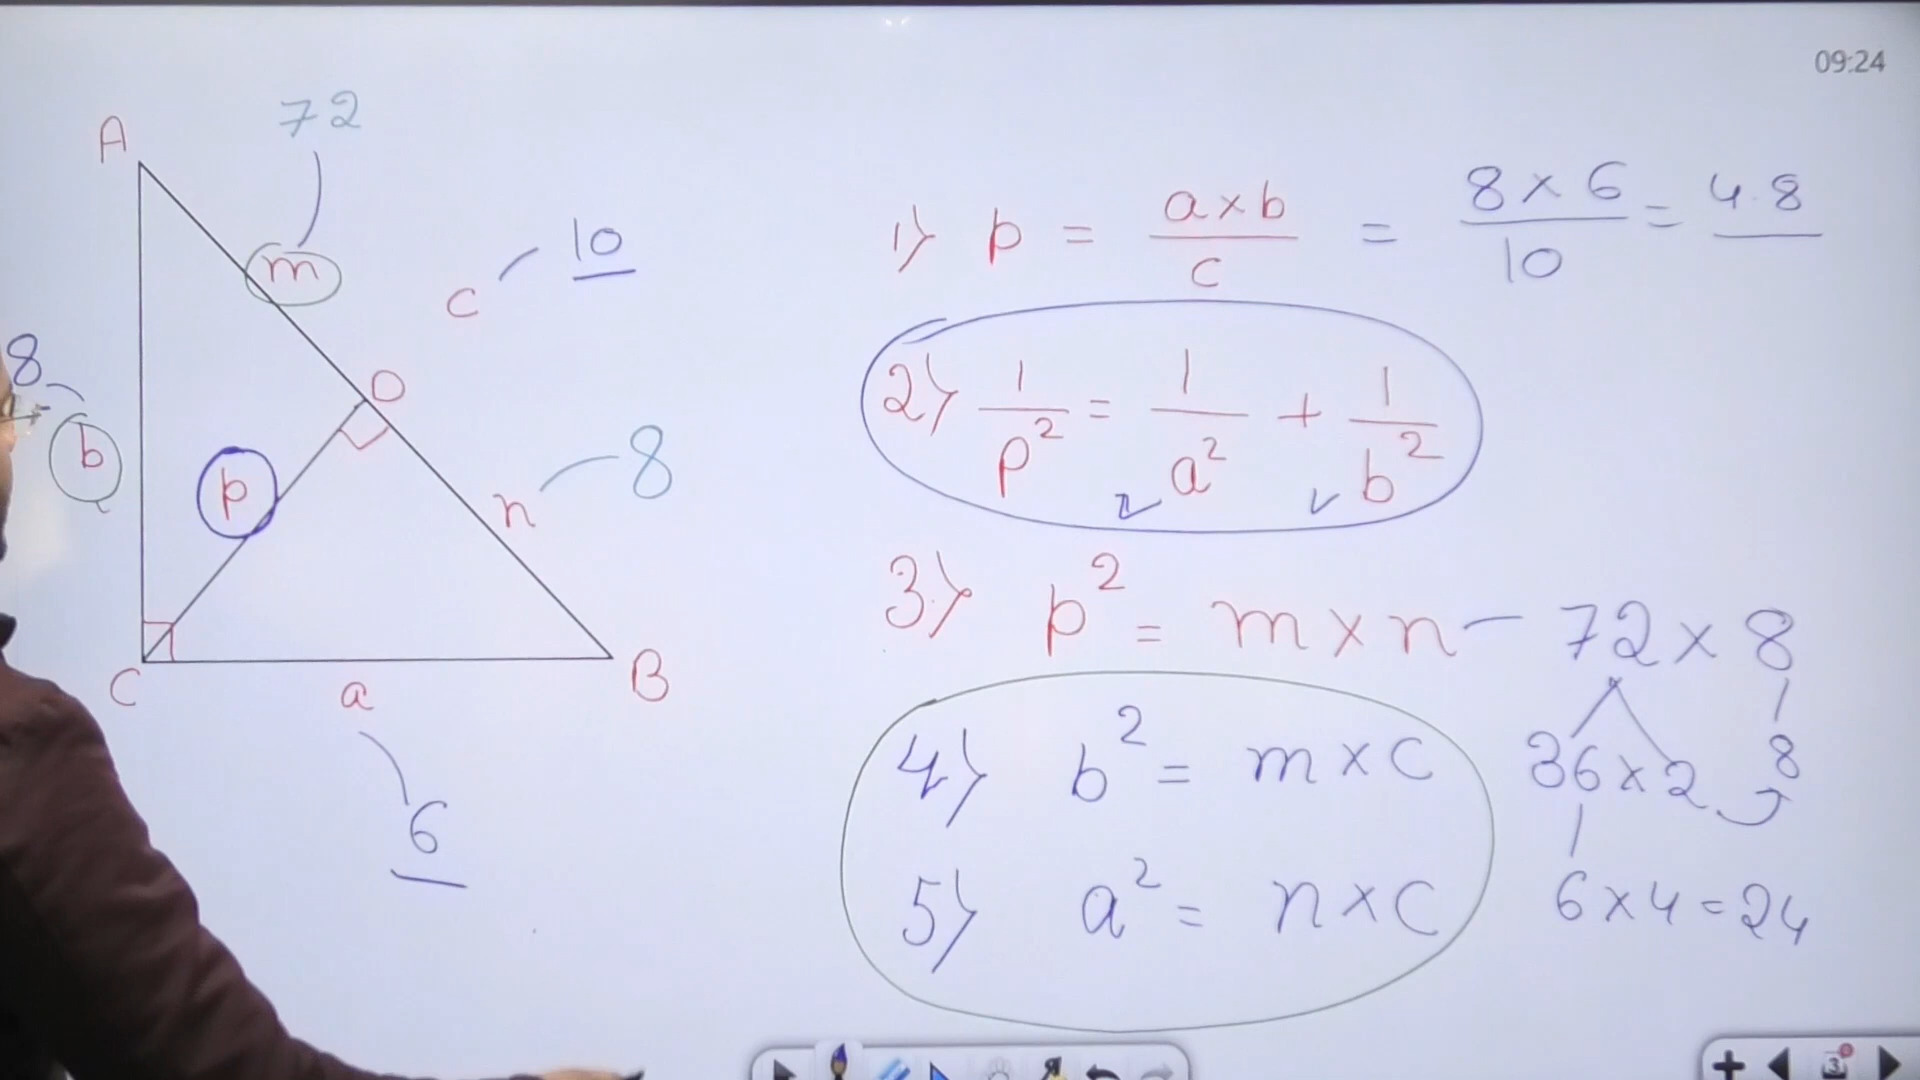 09:24
A
72
m
c 10
8
b
p
D
n 8
C
a
B
6
1) p = a×b / c = 8×6 / 10 = 4.8
2) 1/p² = 1/a² + 1/b²
3) p² = m×n – 72×8
36×2 8
6×4=24
4) b² = m×c
5) a² = n×c
3